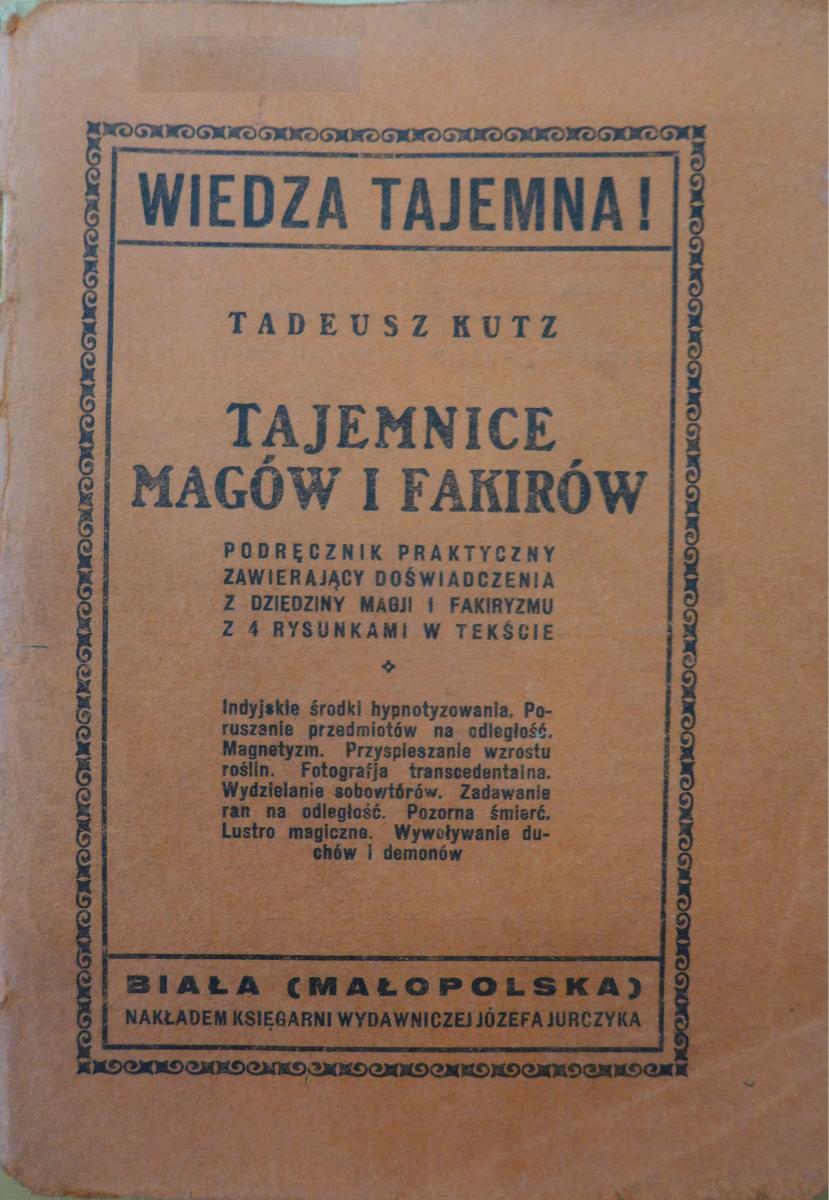 WIEDZA TAJEMNA!
TADEUSZ KUTZ
TAJEMNICE
MAGÓW I FAKIRÓW
PODRĘCZNIK PRAKTYCZNY
ZAWIERAJĄCY DOŚWIADCZENIA
Z DZIEDZINY MAGJI I FAKIRYZMU
Z 4 RYSUNKAMI W TEKŚCIE
Indyjskie środki hypnotyzowania. Po-
ruszanie przedmiotów na odległość.
Magnetyzm. Przyspieszanie wzrostu
roślin. Fotografja transcedentalna.
Wydzielanie sobowtórów. Zadawanie
ran na odległość. Pozorna śmierć.
Lustro magiczne. Wywoływanie du-
chów i demonów
BIAŁA (MAŁOPOLSKA)
NAKŁADEM KSIĘGARNI WYDAWNICZEJ JÓZEFA JURCZYKA